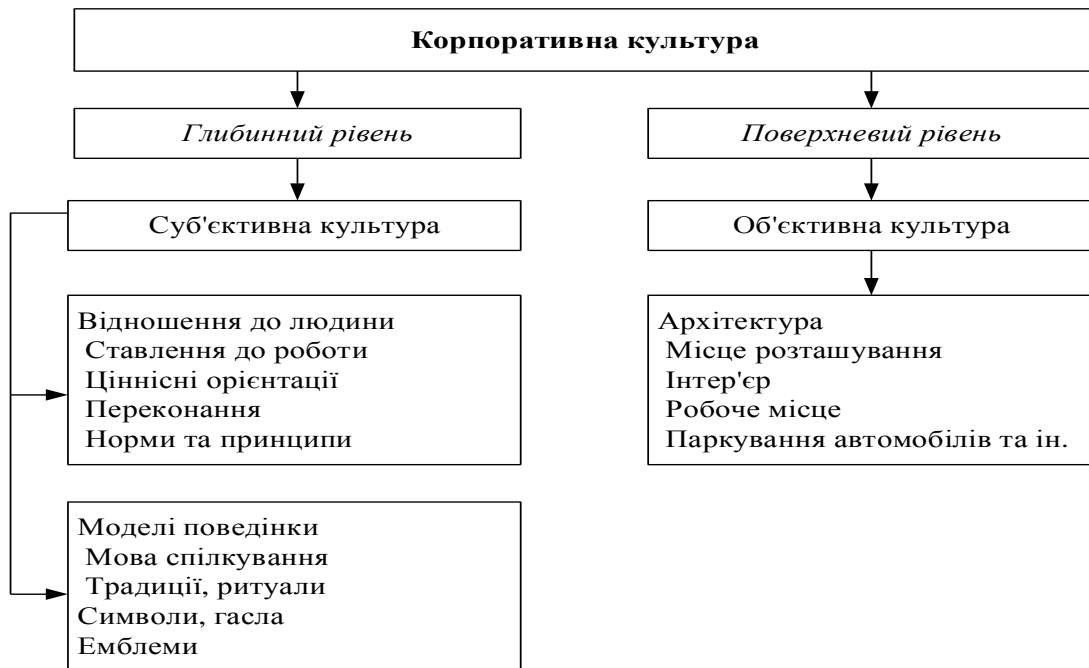 Корпоративна культура
Глибинний рівень
Поверхневий рівень
Суб'єктивна культура
Об'єктивна культура
Відношення до людини
Ставлення до роботи
Ціннісні орієнтації
Переконання
Норми та принципи
Архітектура
Місце розташування
Інтер'єр
Робоче місце
Паркування автомобілів та ін.
Моделі поведінки
Мова спілкування
Традиції, ритуали
Символи, гасла
Емблеми